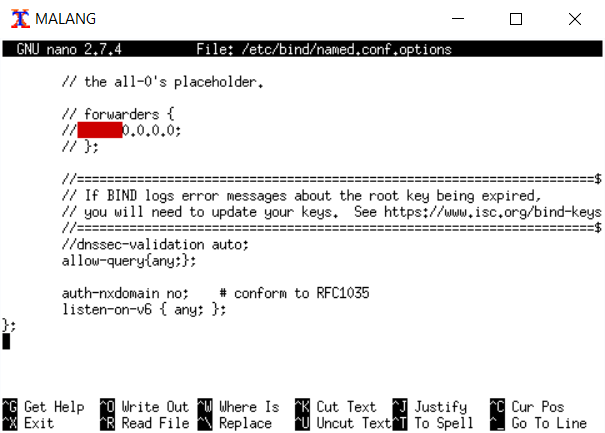 MALANG
GNU nano 2.7.4 File: /etc/bind/named.conf.options
// the all-0's placeholder.
// forwarders {
// 0.0.0.0;
// };
//=====================================================================$
// If BIND logs error messages about the root key being expired,
// you will need to update your keys. See https://www.isc.org/bind-keys
//=====================================================================$
//dnssec-validation auto;
allow-query{any;};
auth-nxdomain no; # conform to RFC1035
listen-on-v6 { any; };
};
^G Get Help ^O Write Out ^W Where Is ^K Cut Text ^J Justify ^C Cur Pos
^X Exit ^R Read File ^\ Replace ^U Uncut Text ^T To Spell ^_ Go To Line